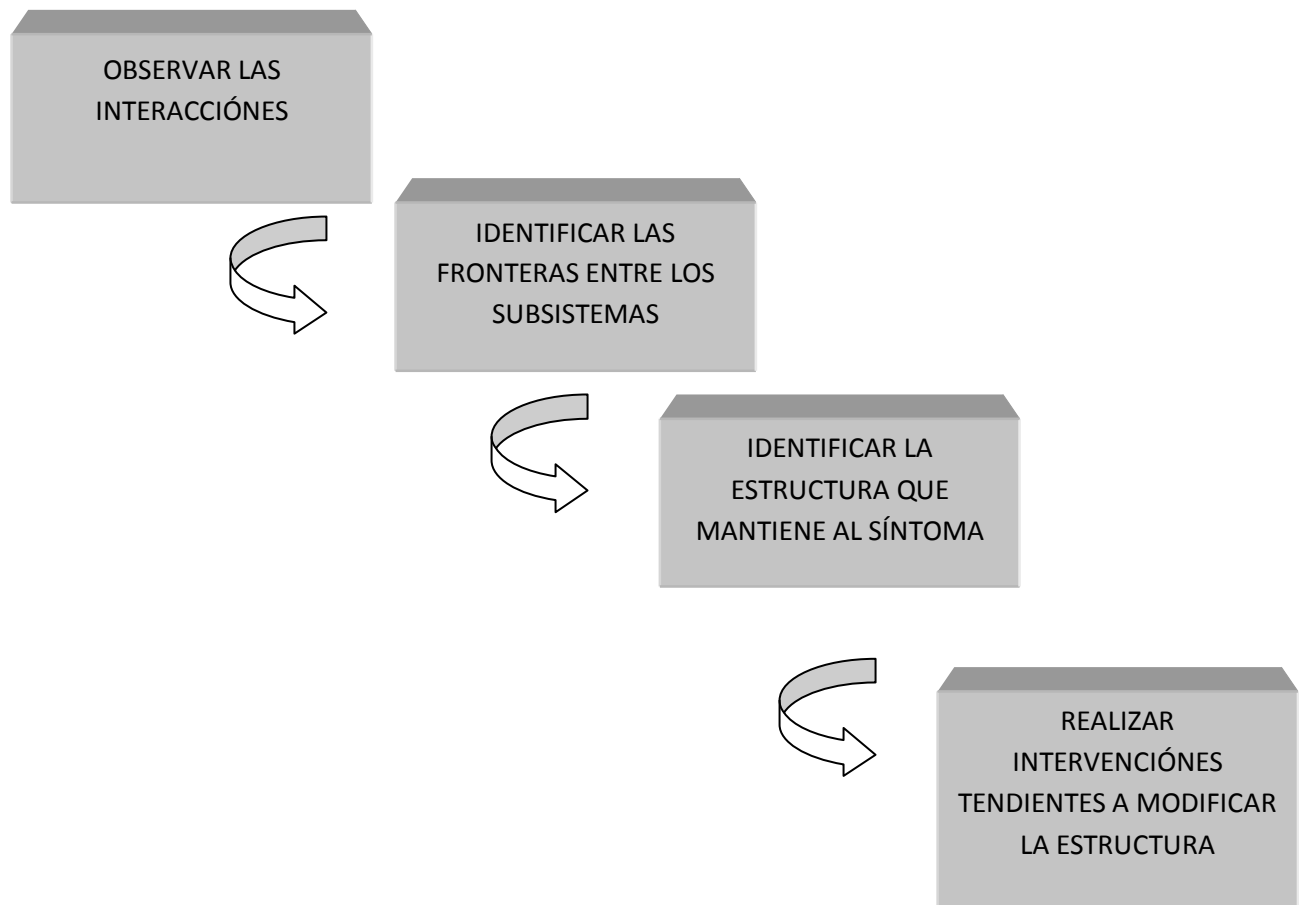 OBSERVAR LAS
INTERACCIÓNES
IDENTIFICAR LAS
FRONTERAS ENTRE LOS
SUBSISTEMAS
IDENTIFICAR LA
ESTRUCTURA QUE
MANTIENE AL SÍNTOMA
REALIZAR
INTERVENCIÓNES
TENDIENTES A MODIFICAR
LA ESTRUCTURA